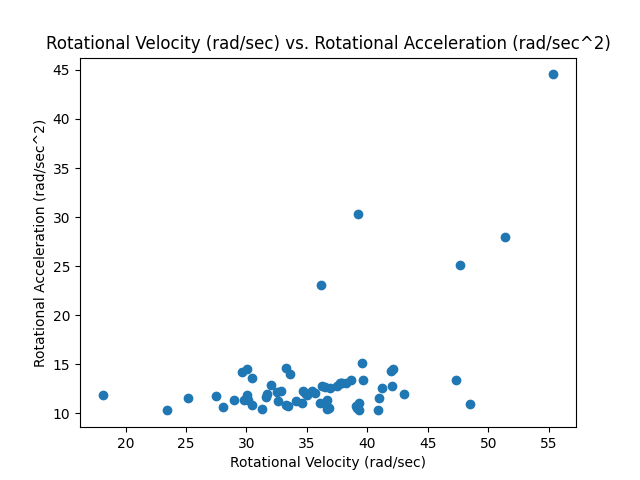 Rotational Velocity (rad/sec) vs. Rotational Acceleration (rad/sec^2)
Rotational Acceleration (rad/sec^2)
45
40
35
30
25
20
15
10
20 25 30 35 40 45 50 55
Rotational Velocity (rad/sec)